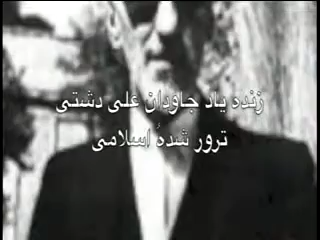 زنده یاد جاودان علی دشتی
ترور شدهٔ اسلامی